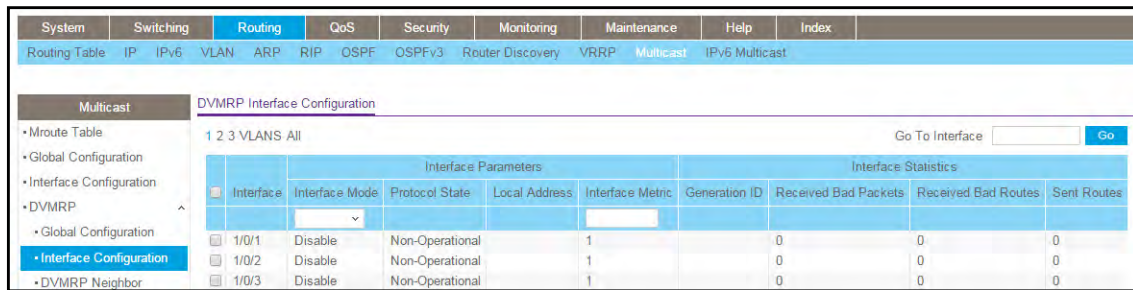 System Switching Routing QoS Security Monitoring Maintenance Help Index
Routing Table IP IPv6 VLAN ARP RIP OSPF OSPFv3 Router Discovery VRRP Multicast IPv6 Multicast
Multicast
• Mroute Table
• Global Configuration
• Interface Configuration
• DVMRP
• Global Configuration
• Interface Configuration
• DVMRP Neighbor
DVMRP Interface Configuration
1 2 3 VLANS All Go To Interface Go
Interface Parameters Interface Statistics
Interface Interface Mode Protocol State Local Address Interface Metric Generation ID Received Bad Packets Received Bad Routes Sent Routes
1/0/1 Disable Non-Operational 1 0 0 0
1/0/2 Disable Non-Operational 1 0 0 0
1/0/3 Disable Non-Operational 1 0 0 0